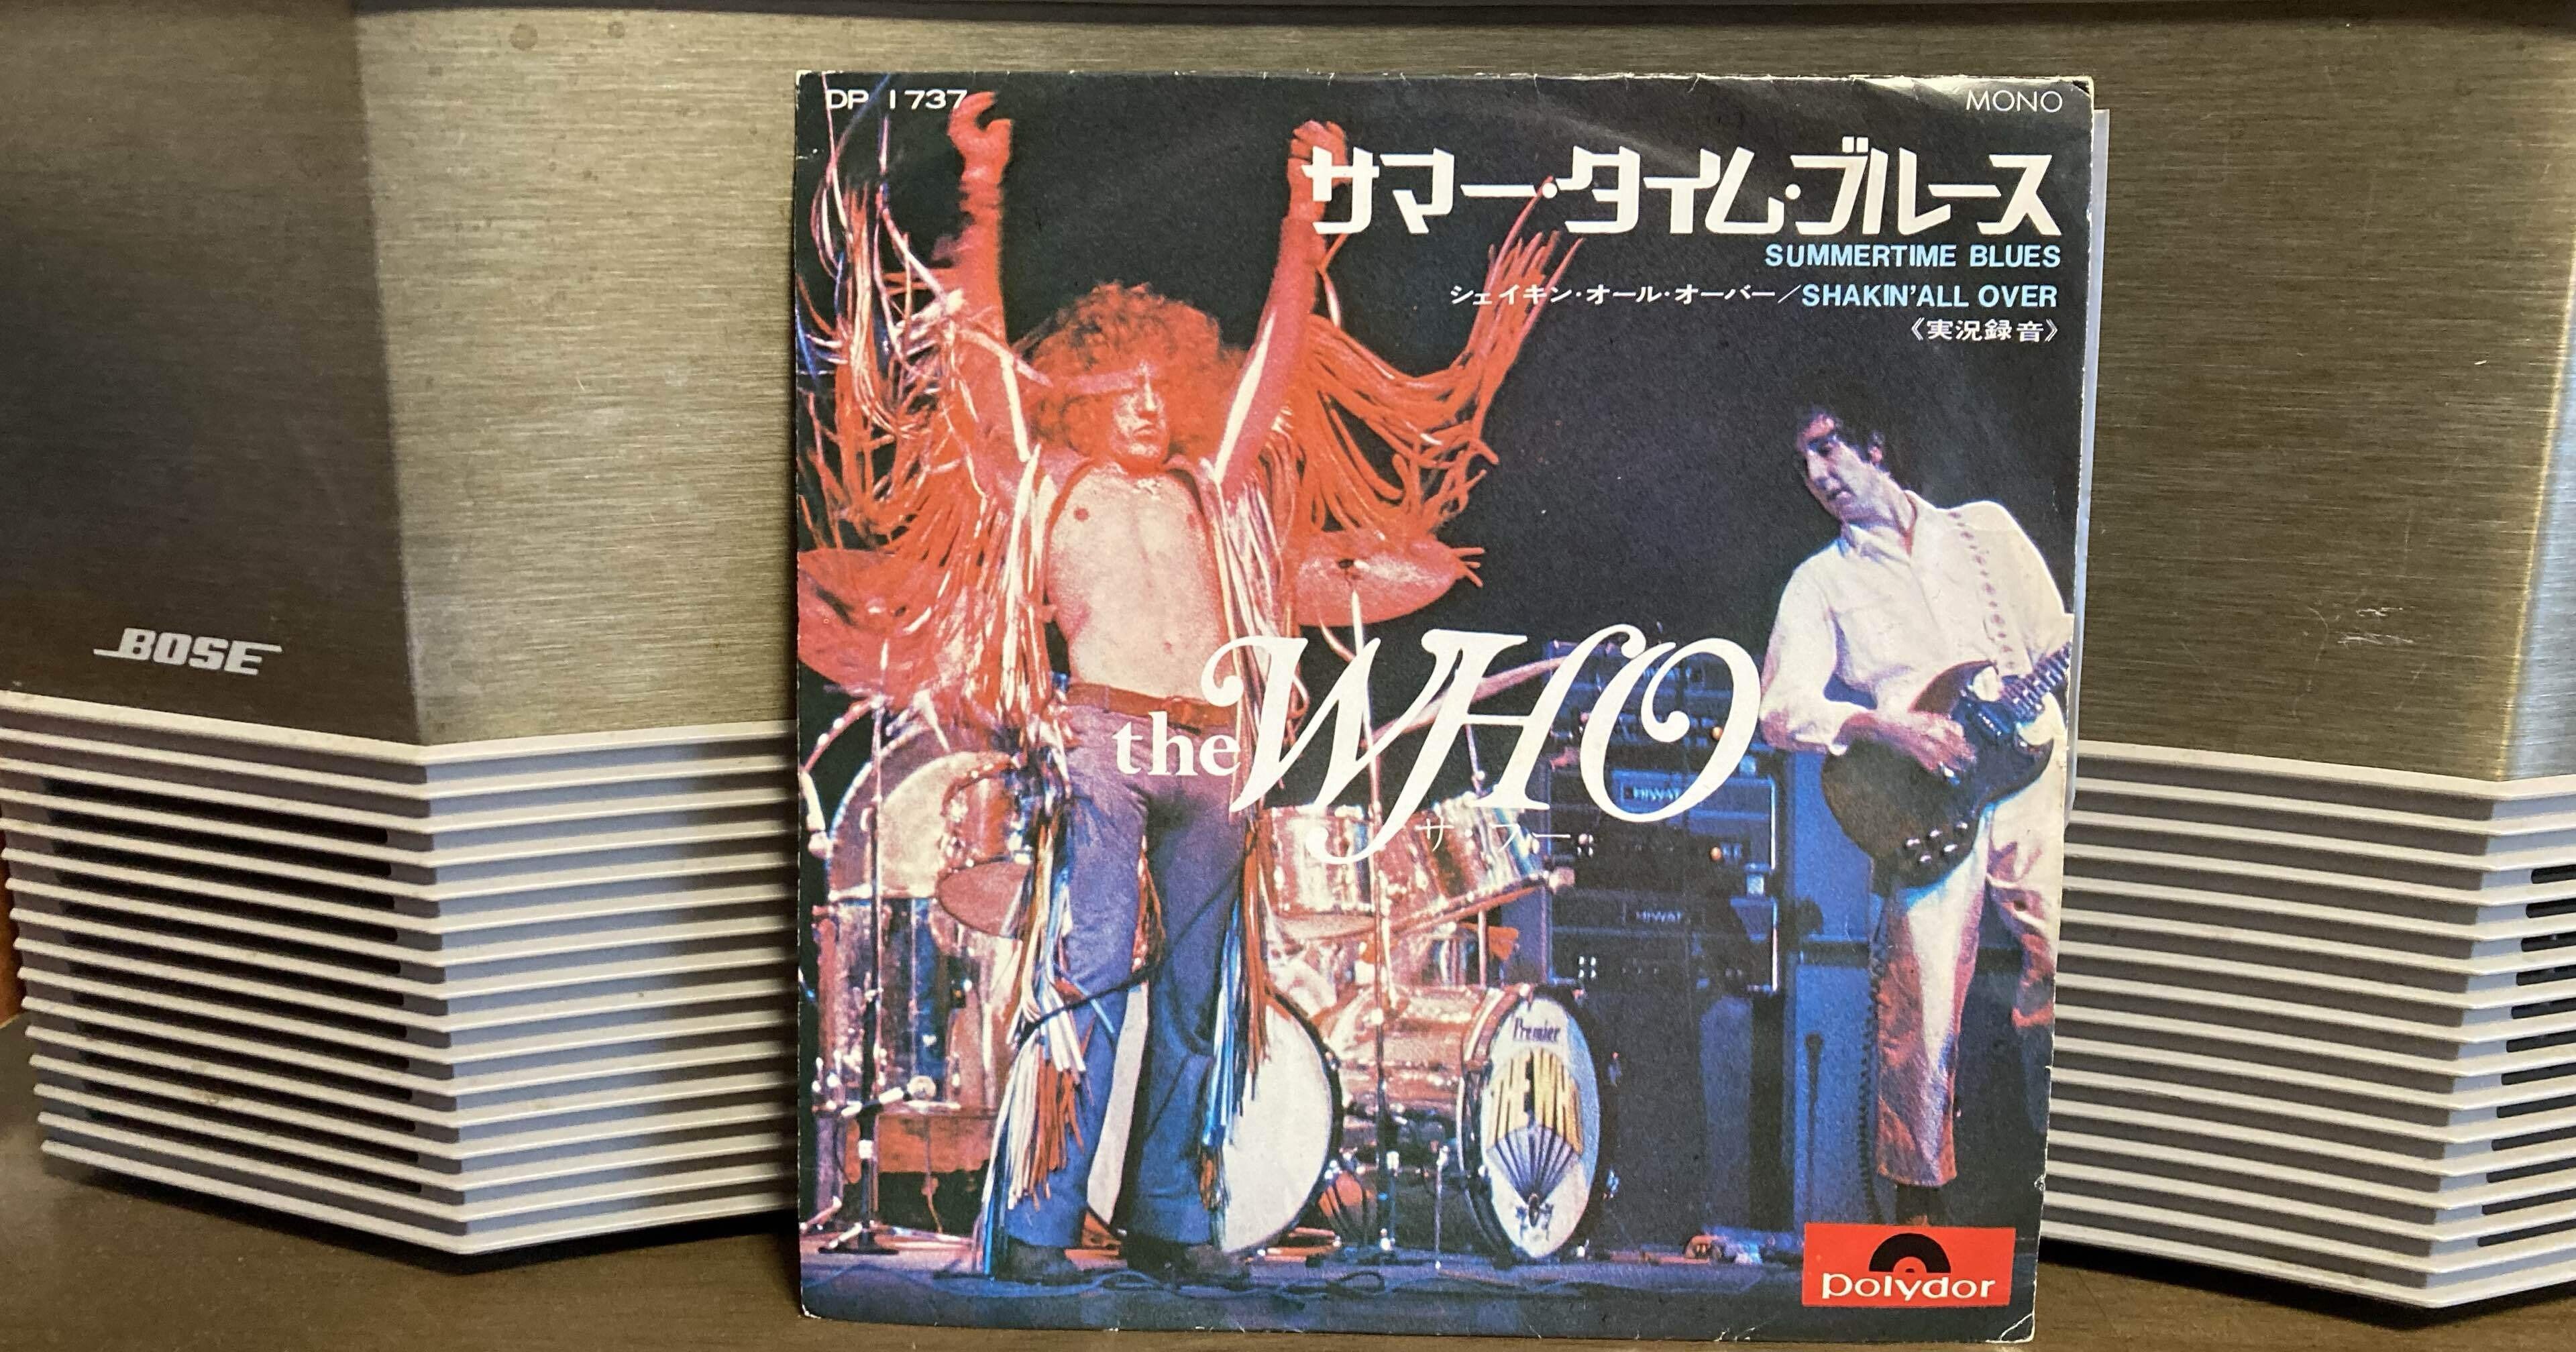 DP 1737
MONO
サマー・タイム・ブルース
SUMMERTIME BLUES
シェイキン・オール・オーバー／SHAKIN'ALL OVER
《実況録音》
BOSE
the WHO
ザ・フー
HIWATT
HIWATT
Premier
THE WH
polydor